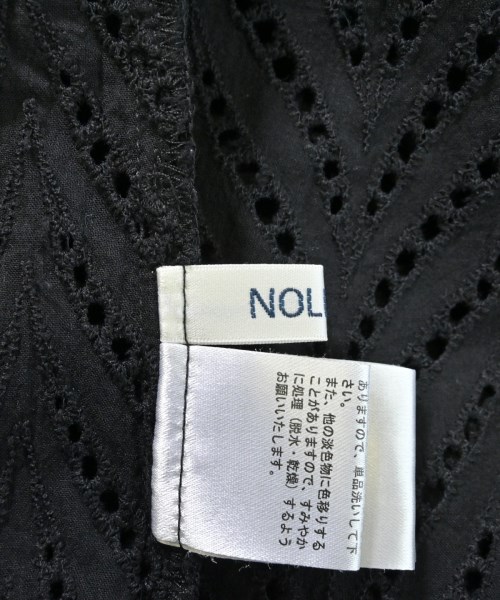 NOL
ありますので、単品洗いして下
さい。
また、他の淡色物に色移りする
ことがありますので、すみやか
に処理（脱水・乾燥）するよう
お願いいたします。